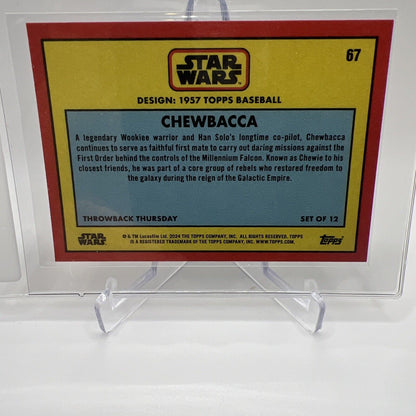 STAR
WARS
67
DESIGN: 1957 TOPPS BASEBALL
CHEWBACCA
A legendary Wookiee warrior and Han Solo's longtime co-pilot, Chewbacca
continues to serve as faithful first mate to carry out daring missions against the
First Order behind the controls of the Millennium Falcon. Known as Chewie to his
closest friends, he was part of a core group of rebels who restored freedom to
the galaxy during the reign of the Galactic Empire.
THROWBACK THURSDAY
SET OF 12
STAR
WARS
© & TM Lucasfilm Ltd. 2024 THE TOPPS COMPANY, INC. ALL RIGHTS RESERVED. TOPPS
IS A REGISTERED TRADEMARK OF THE TOPPS COMPANY, INC. WWW.TOPPS.COM.
Topps